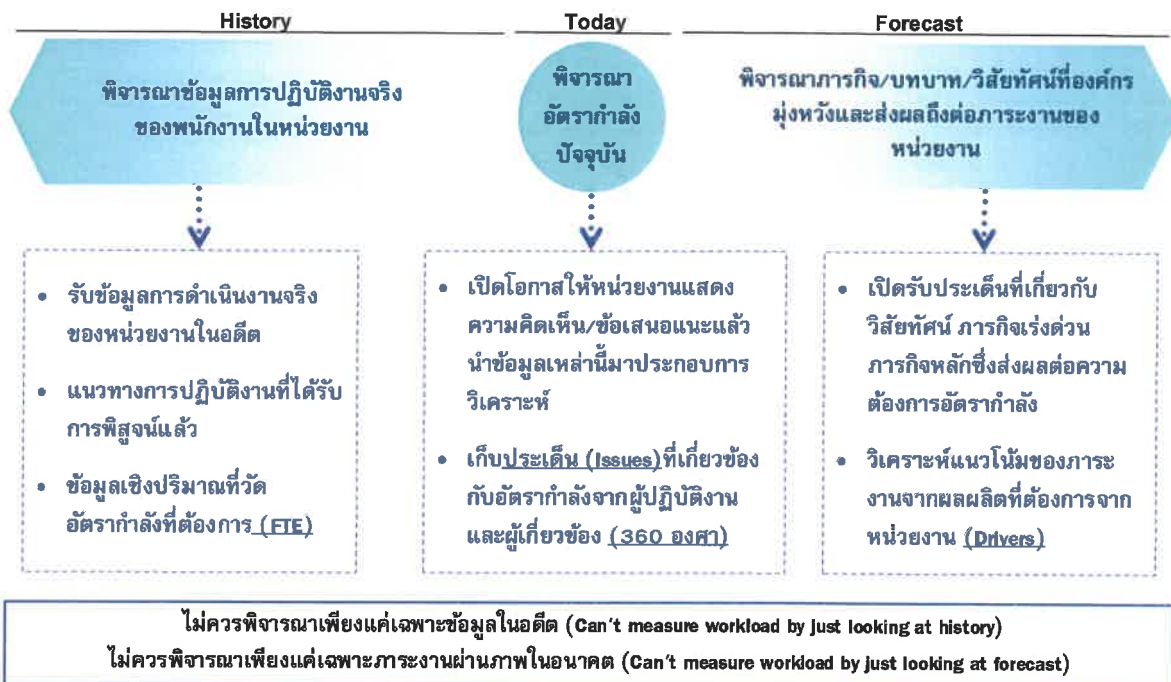 History
Today
Forecast
พิจารณาข้อมูลการปฏิบัติงานจริง
ของพนักงานในหน่วยงาน
พิจารณา
อัตรากำลัง
ปัจจุบัน
พิจารณาภารกิจ/บทบาท/วิสัยทัศน์ที่องค์กร
มุ่งหวังและส่งผลถึงต่อภาระงานของ
หน่วยงาน
• รับข้อมูลการดำเนินงานจริง
ของหน่วยงานในอดีต
• แนวทางการปฏิบัติงานที่ได้รับ
การพิสูจน์แล้ว
• ข้อมูลเชิงปริมาณที่วัด
อัตรากำลังที่ต้องการ (FTE)
• เปิดโอกาสให้หน่วยงานแสดง
ความคิดเห็น/ข้อเสนอแนะแล้ว
นำข้อมูลเหล่านี้มาประกอบการ
วิเคราะห์
• เก็บประเด็น (Issues)ที่เกี่ยวข้อง
กับอัตรากำลังจากผู้ปฏิบัติงาน
และผู้เกี่ยวข้อง (360 องศา)
• เปิดรับประเด็นที่เกี่ยวกับ
วิสัยทัศน์ ภารกิจเร่งด่วน
ภารกิจหลักซึ่งส่งผลต่อความ
ต้องการอัตรากำลัง
• วิเคราะห์แนวโน้มของภาระ
งานจากผลผลิตที่ต้องการจาก
หน่วยงาน (Drivers)
ไม่ควรพิจารณาเพียงแค่เฉพาะข้อมูลในอดีต (Can't measure workload by just looking at history)
ไม่ควรพิจารณาเพียงแค่เฉพาะภาระงานผ่านภาพในอนาคต (Can't measure workload by just looking at forecast)